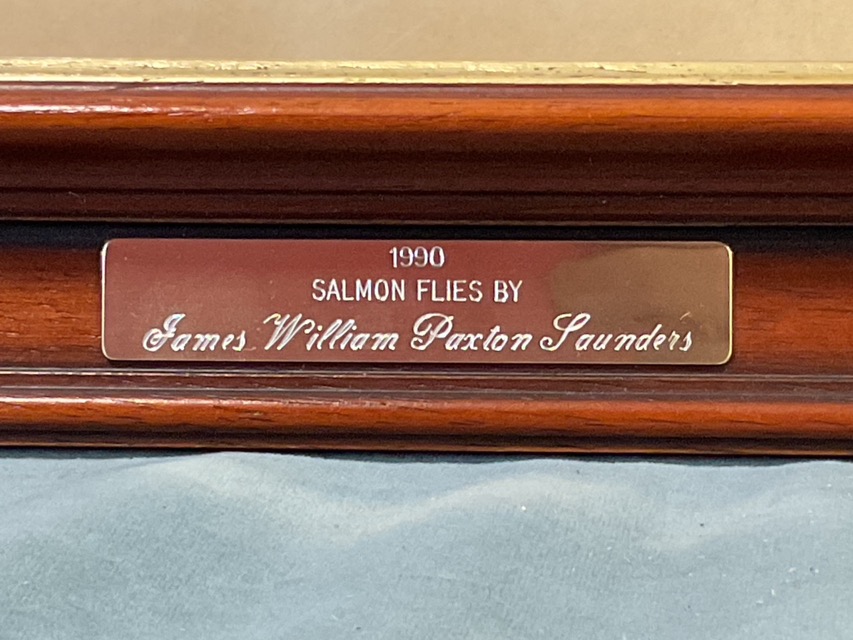 1990
SALMON FLIES BY
James William Paxton Saunders